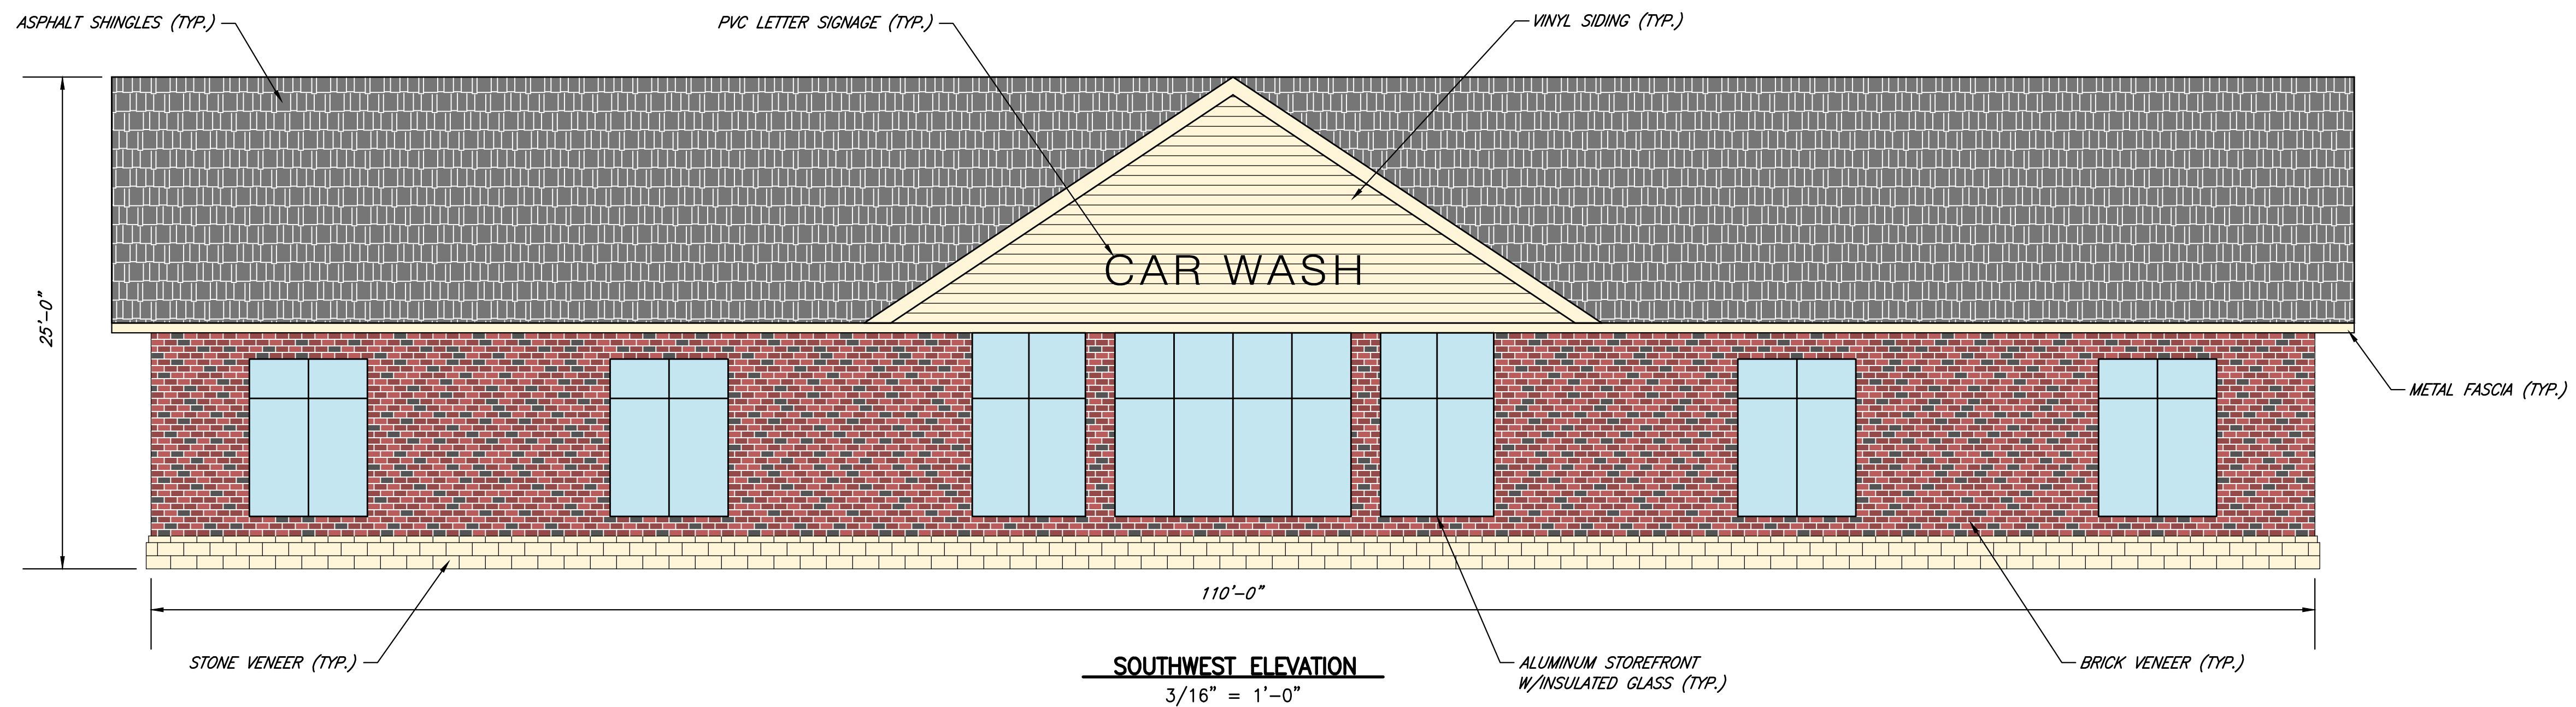 ASPHALT SHINGLES (TYP.)
PVC LETTER SIGNAGE (TYP.)
VINYL SIDING (TYP.)
25'-0"
CAR WASH
METAL FASCIA (TYP.)
110'-0"
STONE VENEER (TYP.)
SOUTHWEST ELEVATION
3/16" = 1'-0"
ALUMINUM STOREFRONT
W/INSULATED GLASS (TYP.)
BRICK VENEER (TYP.)